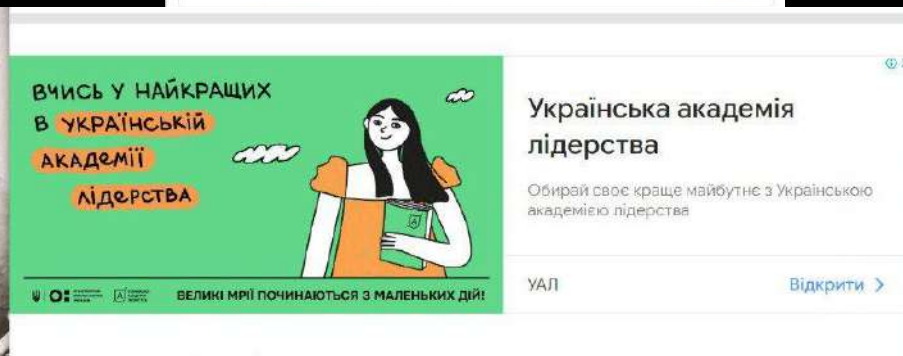 ВЧИСЬ У НАЙКРАЩИХ
В УКРАЇНСЬКІЙ
АКАДЕМІЇ
ЛІДЕРСТВА
ВЕЛИКІ МРІЇ ПОЧИНАЮТЬСЯ З МАЛЕНЬКИХ ДІЙ!
Українська академія
лідерства
Обирай своє краще майбутнє з Українською
академією лідерства
УАЛ
Відкрити